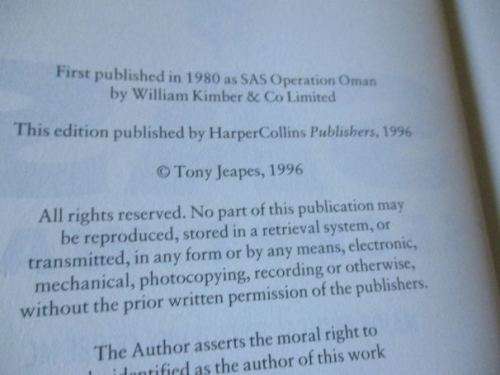 First published in 1980 as SAS Operation Oman
by William Kimber & Co Limited
This edition published by HarperCollins Publishers, 1996
© Tony Jeapes, 1996
All rights reserved. No part of this publication may
be reproduced, stored in a retrieval system, or
transmitted, in any form or by any means, electronic,
mechanical, photocopying, recording or otherwise,
without the prior written permission of the publishers.
The Author asserts the moral right to
be identified as the author of this work